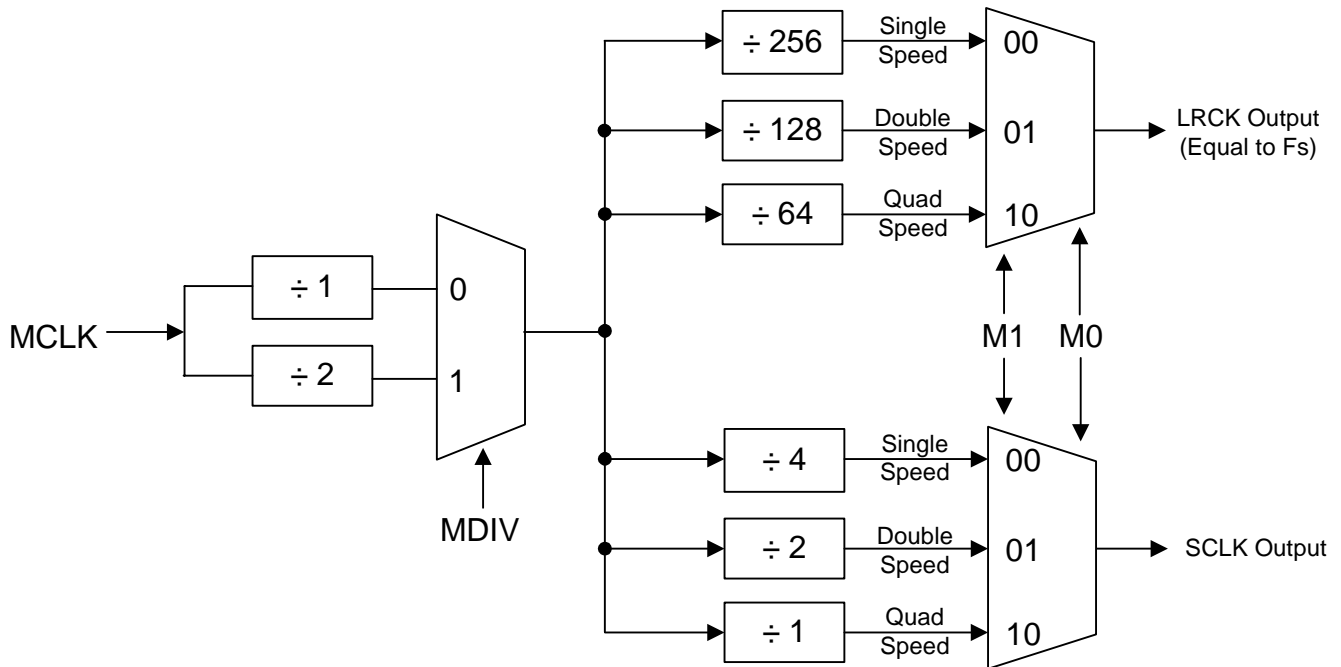 ÷ 256
Single
Speed
00
÷ 128
Double
Speed
01
LRCK Output
(Equal to Fs)
÷ 64
Quad
Speed
10
MCLK
÷ 1
0
÷ 2
1
MDIV
M1
M0
÷ 4
Single
Speed
00
÷ 2
Double
Speed
01
SCLK Output
÷ 1
Quad
Speed
10